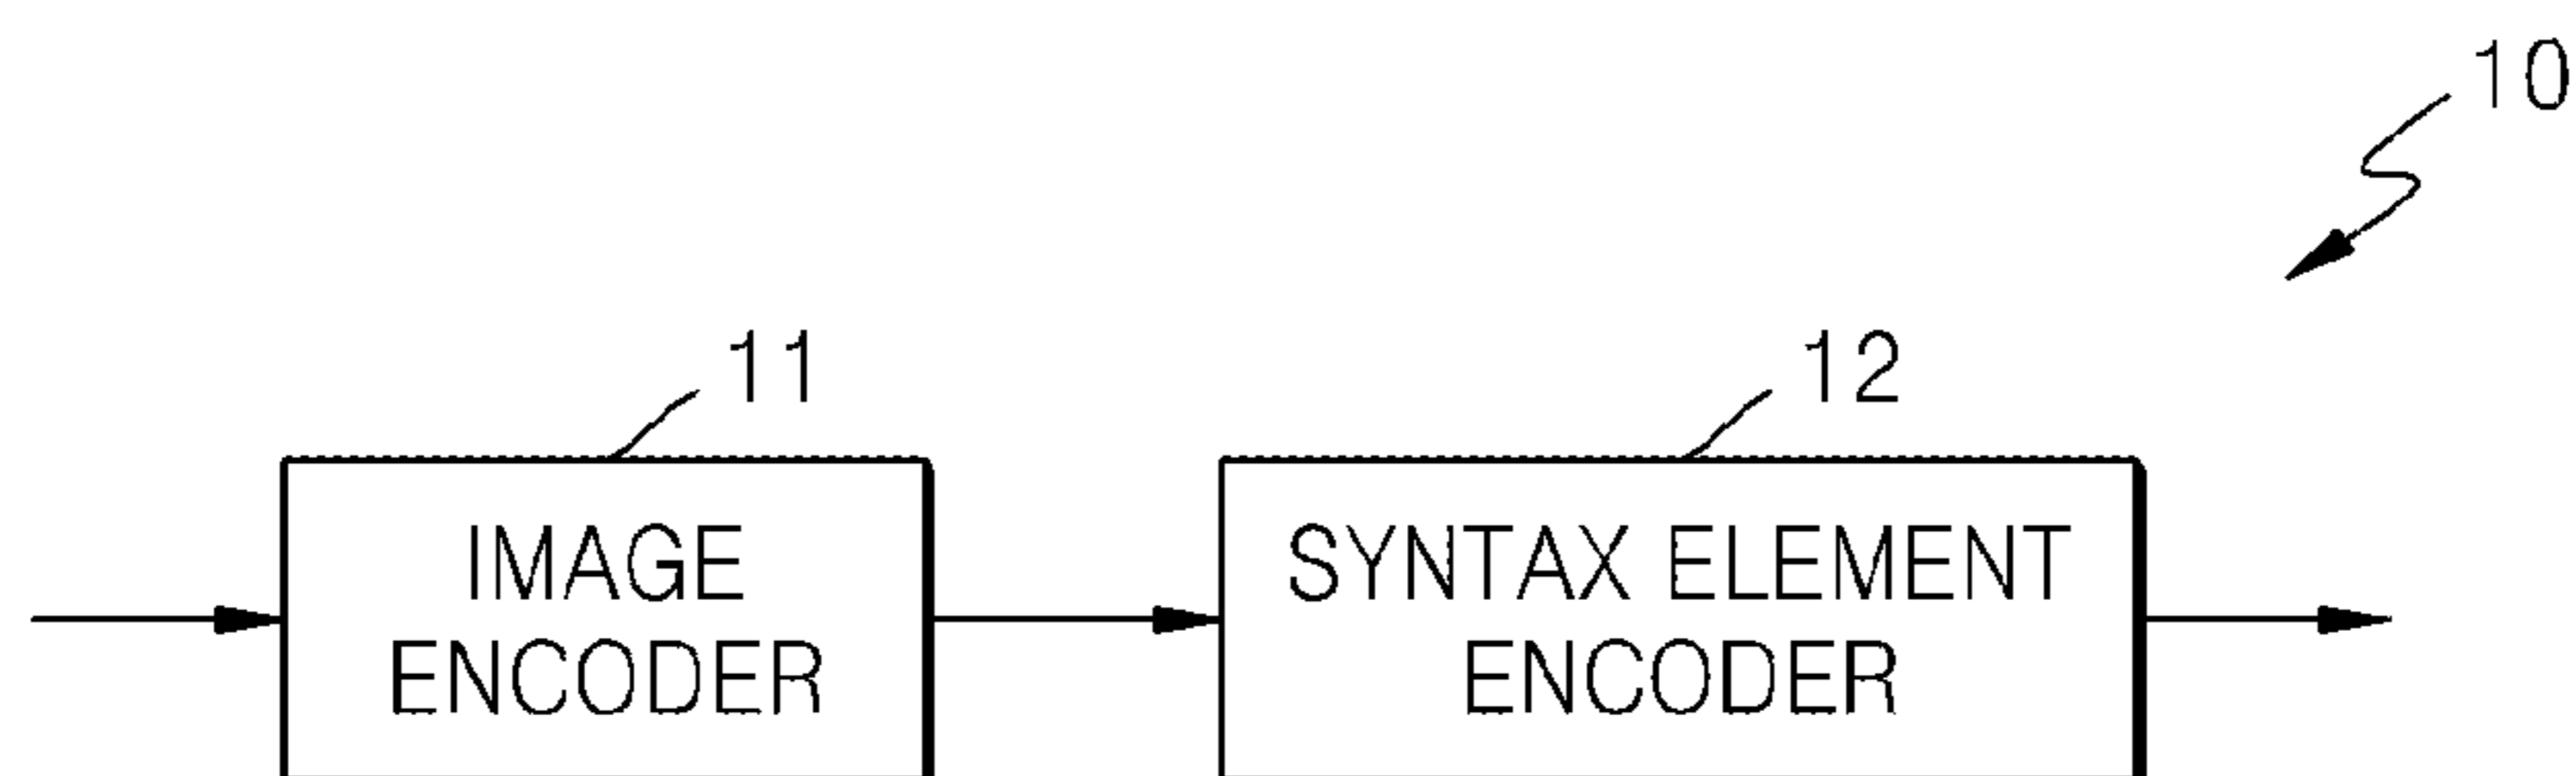 10
11
12
IMAGE
ENCODER
SYNTAX ELEMENT
ENCODER